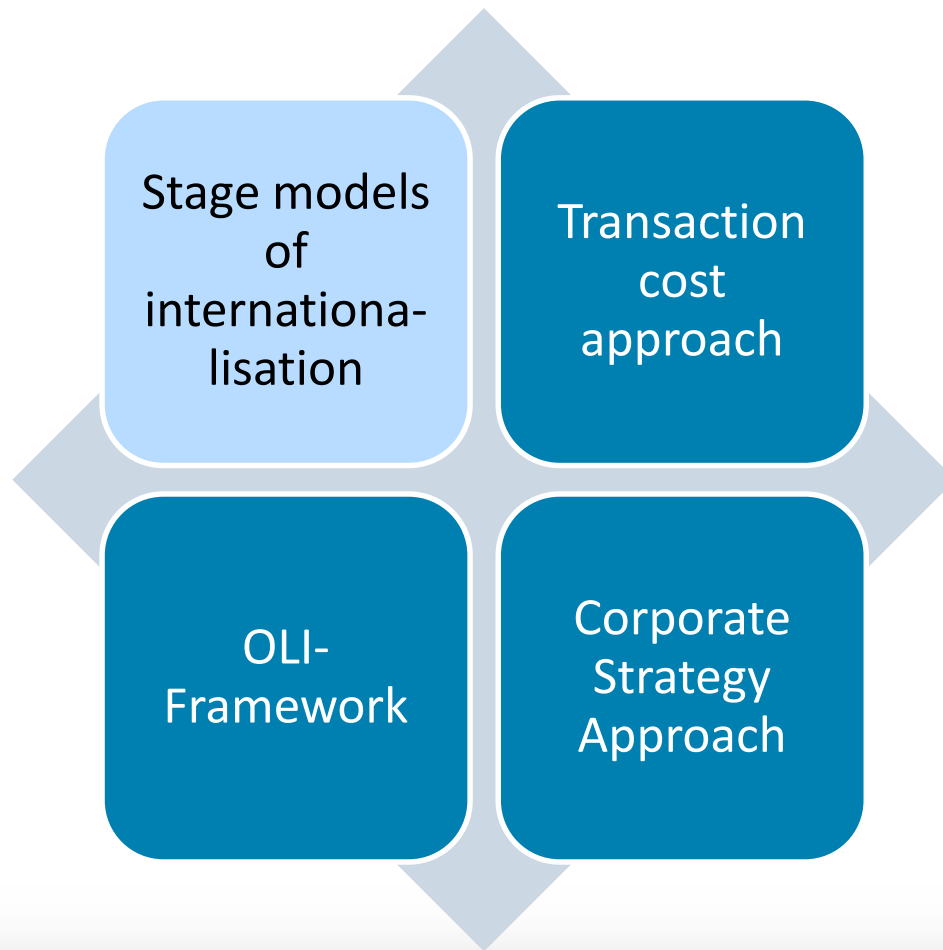 Stage models
of
internationa-
lisation
Transaction
cost
approach
OLI-
Framework
Corporate
Strategy
Approach